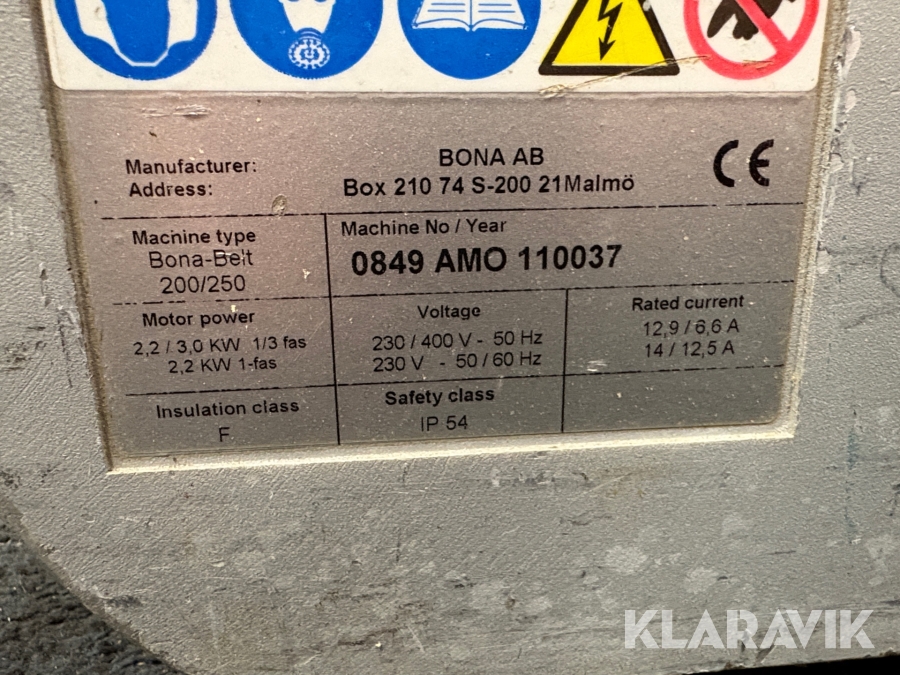 Manufacturer: BONA AB
Address: Box 210 74 S-200 21Malmö
CE
Machine type
Bona-Belt
200/250
Machine No / Year
0849 AMO 110037
Motor power
2,2 / 3,0 KW 1/3 fas
2,2 KW 1-fas
Voltage
230 / 400 V - 50 Hz
230 V - 50 / 60 Hz
Rated current
12,9 / 6,6 A
14 / 12,5 A
Insulation class
F
Safety class
IP 54
KLARAVIK